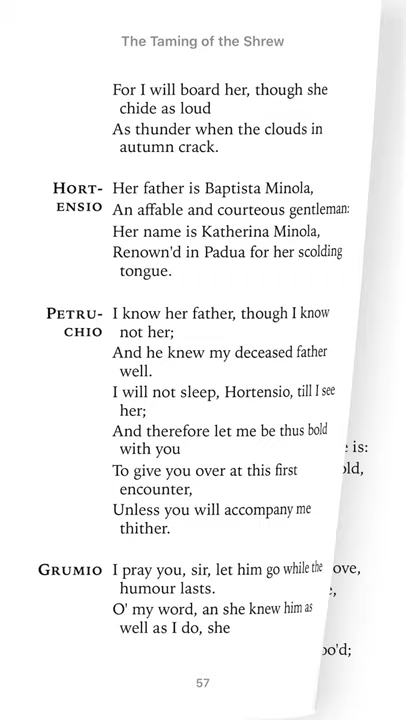 The Taming of the Shrew
For I will board her, though she
chide as loud
As thunder when the clouds in
autumn crack.
HORT- Her father is Baptista Minola,
ENSIO An affable and courteous gentleman:
Her name is Katherina Minola,
Renown'd in Padua for her scolding
tongue.
PETRU- I know her father, though I know
CHIO not her;
And he knew my deceased father
well.
I will not sleep, Hortensio, till I see
her;
And therefore let me be thus bold
with you
To give you over at this first
encounter,
Unless you will accompany me
thither.
GRUMIO I pray you, sir, let him go while the
humour lasts.
O' my word, an she knew him as
well as I do, she
is:
57